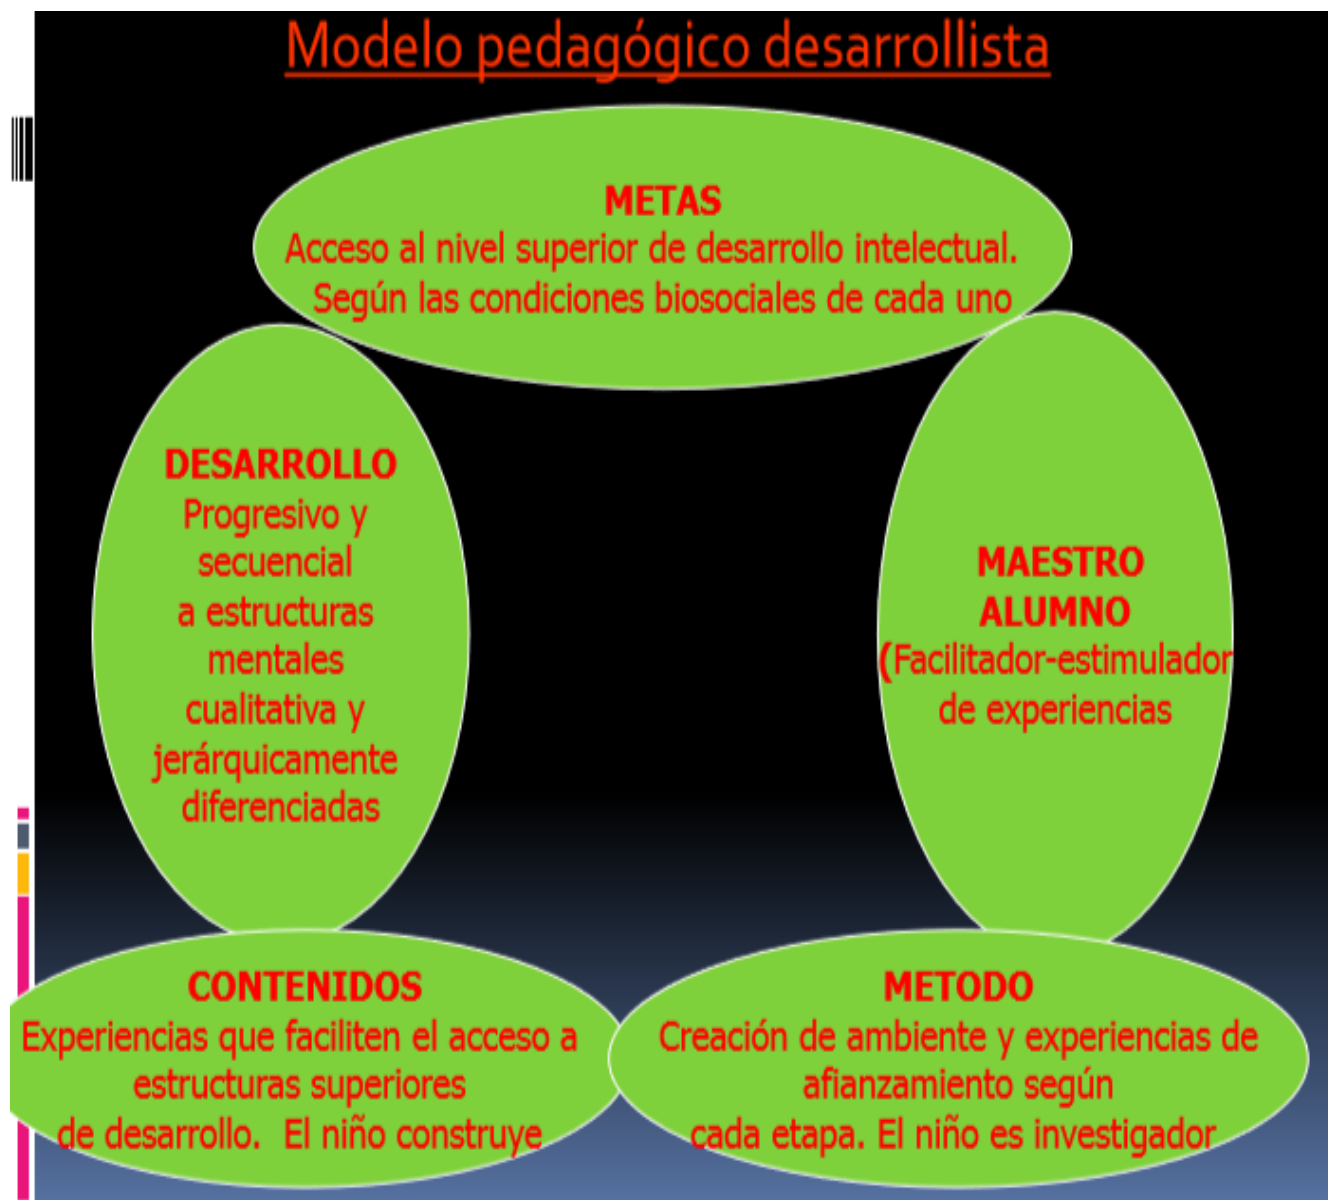 Modelo pedagógico desarrollista
METAS
Acceso al nivel superior de desarrollo intelectual.
Según las condiciones biosociales de cada uno
DESARROLLO
Progresivo y
secuencial
a estructuras
mentales
cualitativa y
jerárquicamente
diferenciadas
MAESTRO
ALUMNO
(Facilitador-estimulador
de experiencias
CONTENIDOS
Experiencias que faciliten el acceso a
estructuras superiores
de desarrollo. El niño construye
METODO
Creación de ambiente y experiencias de
afianzamiento según
cada etapa. El niño es investigador